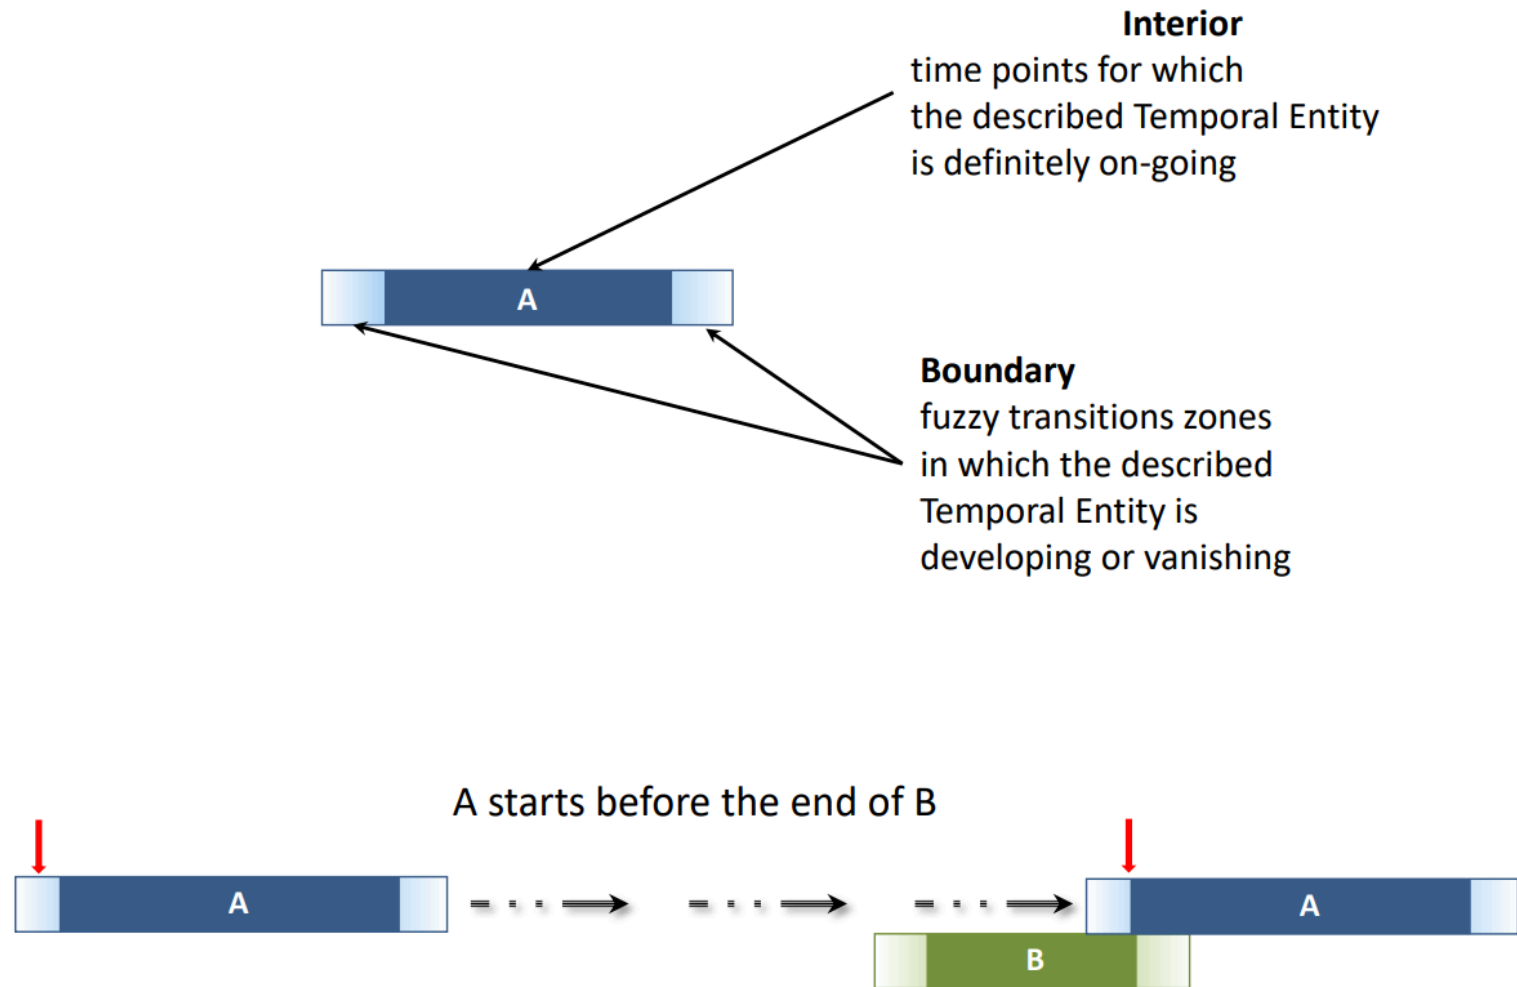 Interior
time points for which
the described Temporal Entity
is definitely on-going
A
Boundary
fuzzy transitions zones
in which the described
Temporal Entity is
developing or vanishing
A starts before the end of B
A
A
B